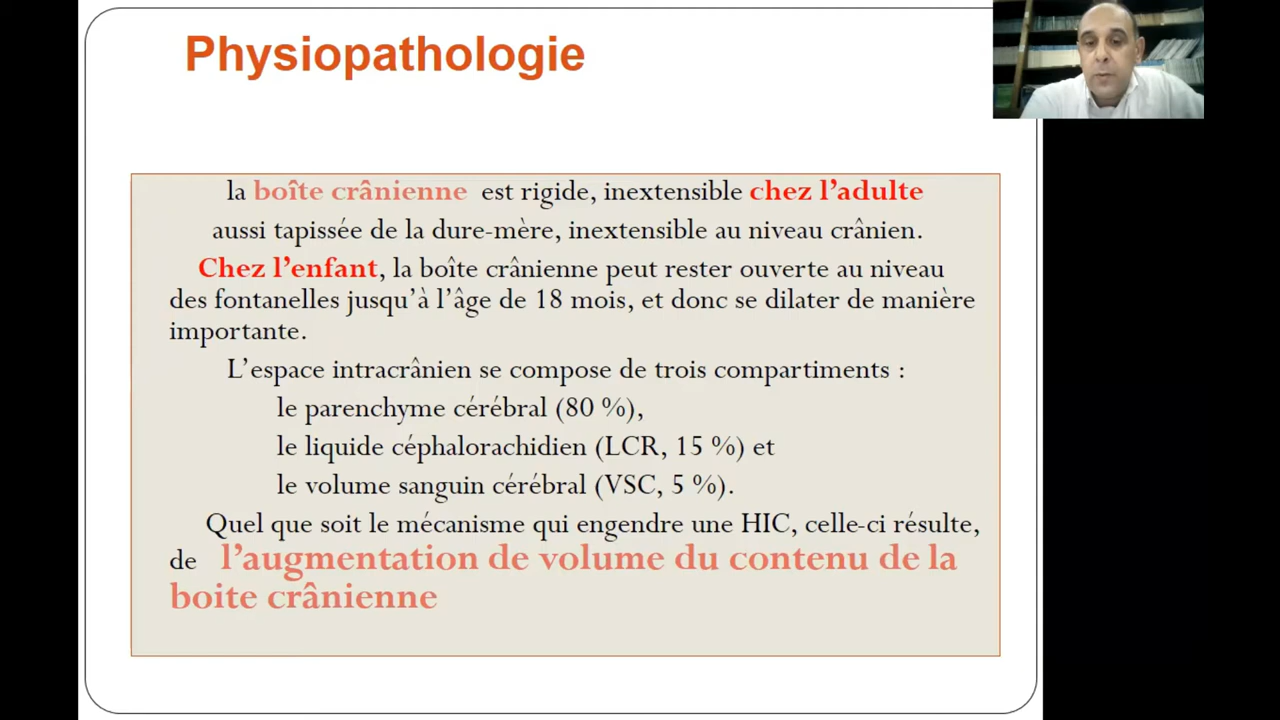 Physiopathologie
la boîte crânienne est rigide, inextensible chez l’adulte
aussi tapissée de la dure-mère, inextensible au niveau crânien.
Chez l’enfant, la boîte crânienne peut rester ouverte au niveau
des fontanelles jusqu’à l’âge de 18 mois, et donc se dilater de manière
importante.
L’espace intracrânien se compose de trois compartiments :
le parenchyme cérébral (80 %),
le liquide céphalorachidien (LCR, 15 %) et
le volume sanguin cérébral (VSC, 5 %).
Quel que soit le mécanisme qui engendre une HIC, celle-ci résulte,
de l’augmentation de volume du contenu de la
boite crânienne